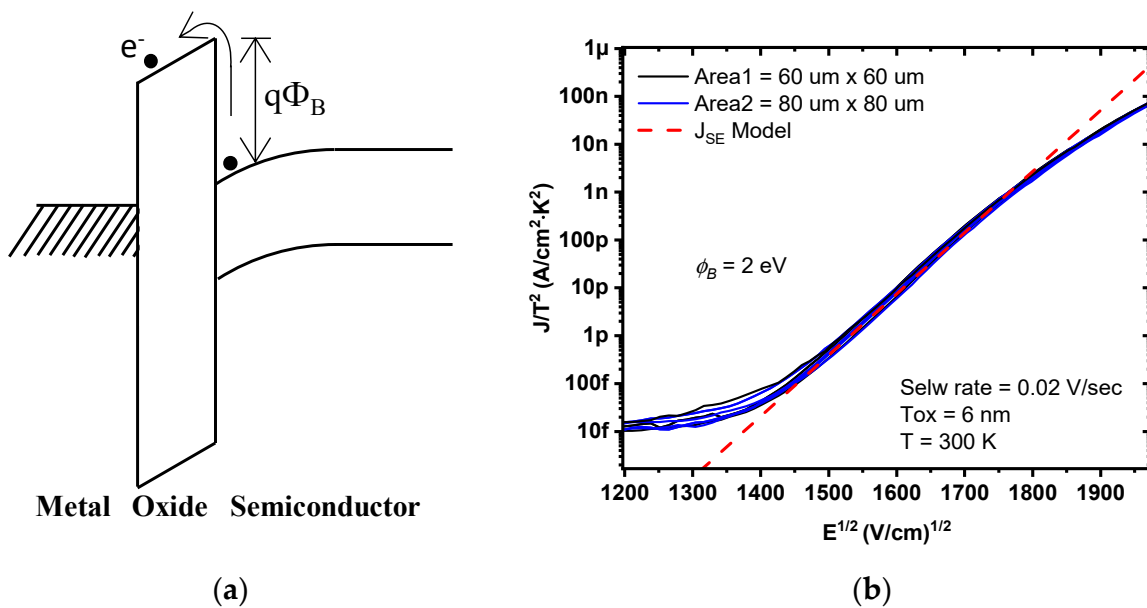 e-
qΦB
Metal Oxide Semiconductor
(a)
1μ
100n
10n
1n
100p
10p
1p
100f
10f
J/T² (A/cm²·K²)
Area1 = 60 um x 60 um
Area2 = 80 um x 80 um
JSE Model
ϕB = 2 eV
Selw rate = 0.02 V/sec
Tox = 6 nm
T = 300 K
1200 1300 1400 1500 1600 1700 1800 1900
E1/2 (V/cm)1/2
(b)